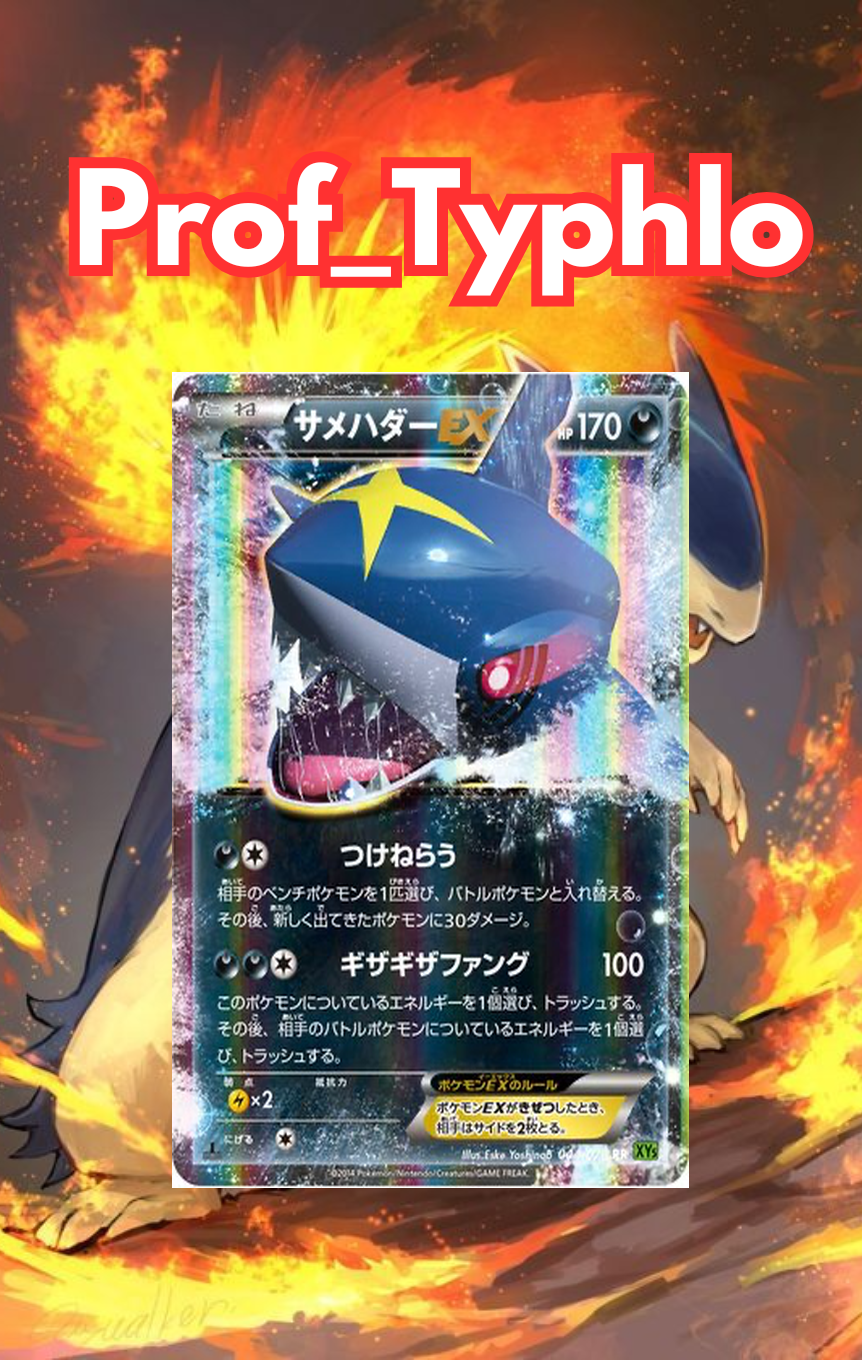 Prof_Typhlo
たね サメハダーEX HP170
つけねらう
相手のベンチポケモンを1匹選び、バトルポケモンと入れ替える。
その後、新しく出てきたポケモンに30ダメージ。
ギザギザファング 100
このポケモンについているエネルギーを1個選び、トラッシュする。
その後、相手のバトルポケモンについているエネルギーを1個選
び、トラッシュする。
弱点 抵抗力
×2
ポケモンEXのルール
ポケモンEXがきぜつしたとき、
相手はサイドを2枚とる。
にげる
Illus. Eske Yoshinob RR XYs
©2014 Pokémon/Nintendo/Creatures/GAME FREAK.